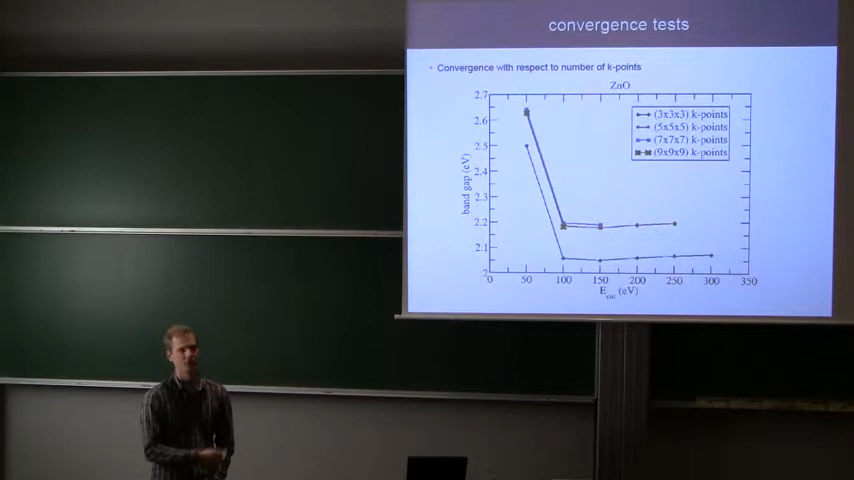 convergence tests
• Convergence with respect to number of k-points
ZnO
(3x3x3) k-points
(5x5x5) k-points
(7x7x7) k-points
(9x9x9) k-points
band gap (eV)
2.7
2.6
2.5
2.4
2.3
2.2
2.1
2
0 50 100 150 200 250 300 350
E_cut (eV)